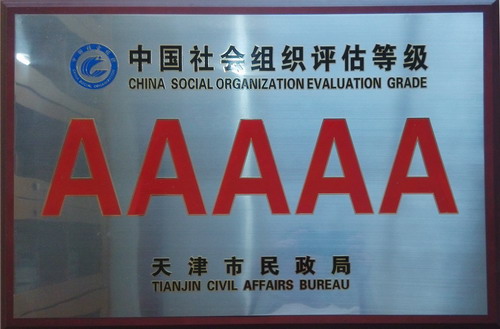 中国社会组织评估等级
CHINA SOCIAL ORGANIZATION EVALUATION GRADE
AAAAA
天津市民政局
TIANJIN CIVIL AFFAIRS BUREAU